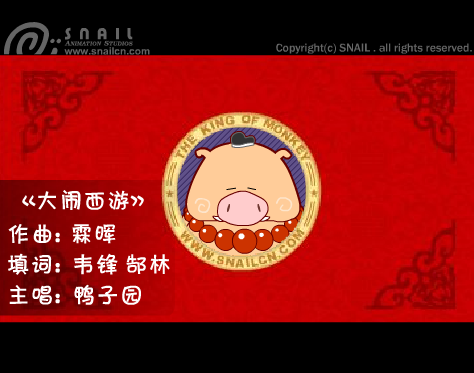 SNAIL
ANIMATION STUDIOS
www.snailcn.com
Copyright(c) SNAIL . all rights reserved.
THE KING OF MONKEY
WWW.SNAILCN.COM
《大闹西游》
作曲: 霖晖
填词: 韦锋 郜林
主唱: 鸭子园